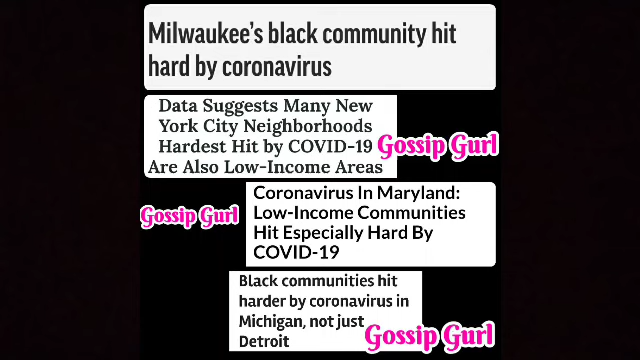 Milwaukee's black community hit
hard by coronavirus
Data Suggests Many New
York City Neighborhoods
Hardest Hit by COVID-19
Are Also Low-Income Areas
Gossip Gurl
Coronavirus In Maryland:
Low-Income Communities
Hit Especially Hard By
COVID-19
Gossip Gurl
Black communities hit
harder by coronavirus in
Michigan, not just
Detroit
Gossip Gurl